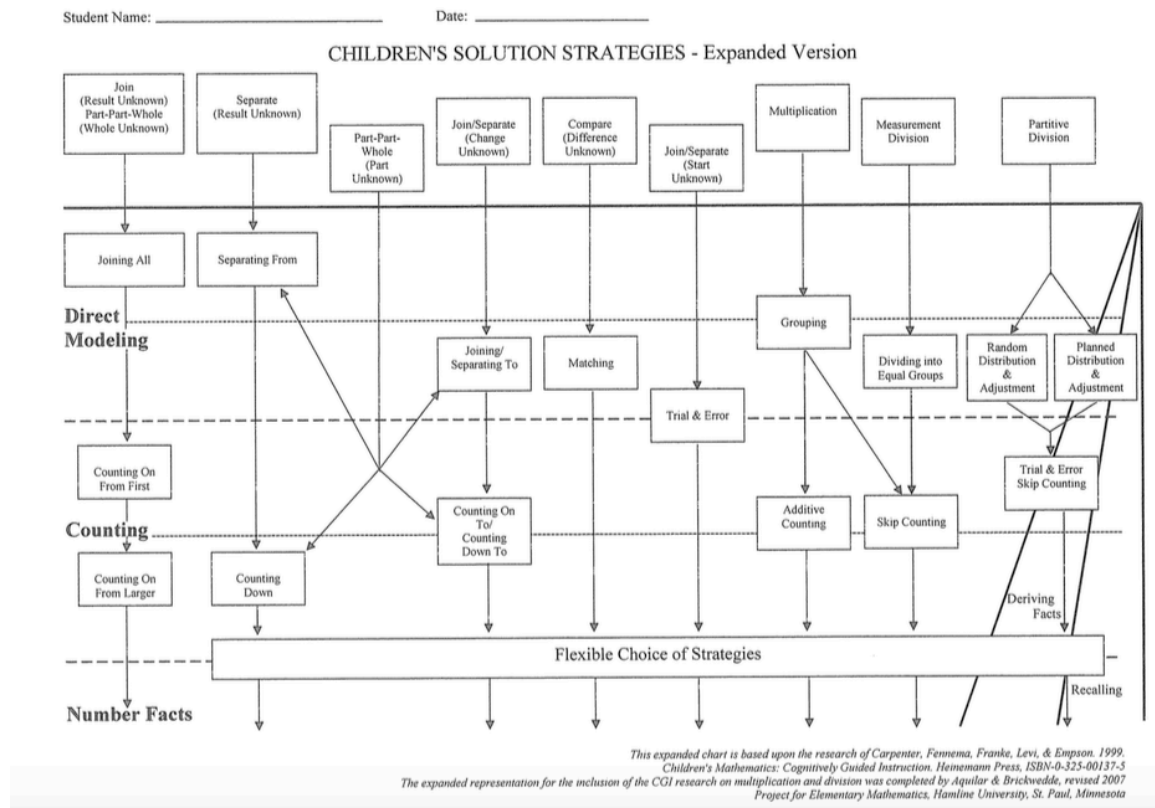 Student Name:
Date:
CHILDREN'S SOLUTION STRATEGIES - Expanded Version
Join
(Result Unknown)
Part-Part-Whole
(Whole Unknown)
Separate
(Result Unknown)
Part-Part-
Whole
(Part
Unknown)
Join/Separate
(Change
Unknown)
Compare
(Difference
Unknown)
Join/Separate
(Start
Unknown)
Multiplication
Measurement
Division
Partitive
Division
Joining All
Separating From
Direct
Modeling
Joining/
Separating To
Matching
Trial & Error
Grouping
Dividing into
Equal Groups
Random
Distribution
&
Adjustment
Planned
Distribution
&
Adjustment
Counting On
From First
Counting On
To/
Counting
Down To
Additive
Counting
Skip Counting
Trial & Error
Skip Counting
Counting
Counting On
From Larger
Counting
Down
Deriving
Facts
Flexible Choice of Strategies
Recalling
Number Facts
This expanded chart is based upon the research of Carpenter, Fennema, Franke, Levi, & Empson. 1999.
Children's Mathematics: Cognitively Guided Instruction. Heinemann Press, ISBN-0-325-00137-5
The expanded representation for the inclusion of the CGI research on multiplication and division was completed by Aguilar & Brickwedde, revised 2007
Project for Elementary Mathematics, Hamline University, St. Paul, Minnesota